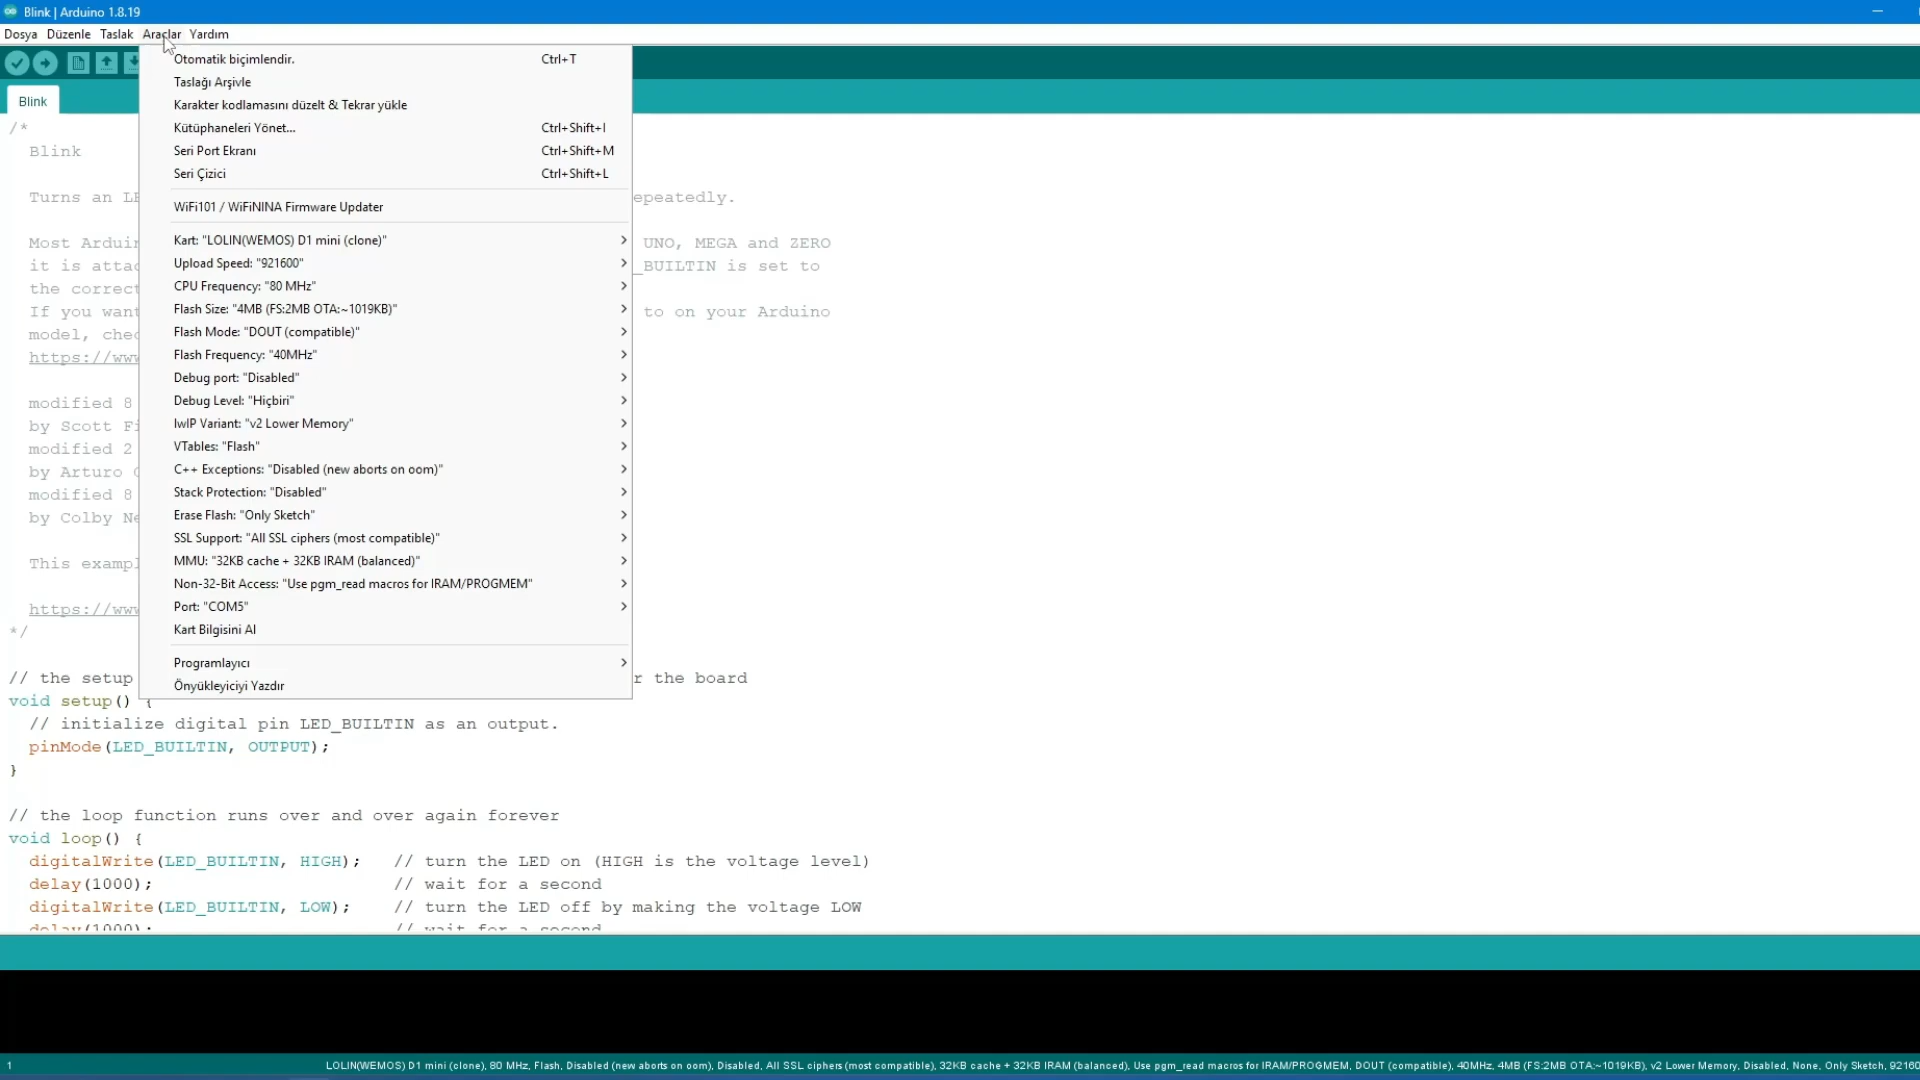 Blink | Arduino 1.8.19
Dosya Düzenle Taslak Araçlar Yardım
Otomatik biçimlendir. Ctrl+T
Taslağı Arşivle
Karakter kodlamasını düzelt & Tekrar yükle
Kütüphaneleri Yönet... Ctrl+Shift+I
Seri Port Ekranı Ctrl+Shift+M
Seri Çizici Ctrl+Shift+L
WiFi101 / WiFiNINA Firmware Updater
Kart: "LOLIN(WEMOS) D1 mini (clone)"
Upload Speed: "921600"
CPU Frequency: "80 MHz"
Flash Size: "4MB (FS:2MB OTA:~1019KB)"
Flash Mode: "DOUT (compatible)"
Flash Frequency: "40MHz"
Debug port: "Disabled"
Debug Level: "Hiçbiri"
lwIP Variant: "v2 Lower Memory"
VTables: "Flash"
C++ Exceptions: "Disabled (new aborts on oom)"
Stack Protection: "Disabled"
Erase Flash: "Only Sketch"
SSL Support: "All SSL ciphers (most compatible)"
MMU: "32KB cache + 32KB IRAM (balanced)"
Non-32-Bit Access: "Use pgm_read macros for IRAM/PROGMEM"
Port: "COM5"
Kart Bilgisini Al
Programlayıcı
Önyükleyiciyi Yazdır
Blink
/*
Blink
Turns an LE epeatedly.
Most Arduin UNO, MEGA and ZERO
it is attac _BUILTIN is set to
the correct
If you want to on your Arduino
model, chec
https://www
modified 8
by Scott Fi
modified 2
by Arturo G
modified 8
by Colby Ne
This exampl
https://www
*/
// the setup r the board
void setup() {
// initialize digital pin LED_BUILTIN as an output.
pinMode(LED_BUILTIN, OUTPUT);
}
// the loop function runs over and over again forever
void loop() {
digitalWrite(LED_BUILTIN, HIGH); // turn the LED on (HIGH is the voltage level)
delay(1000); // wait for a second
digitalWrite(LED_BUILTIN, LOW); // turn the LED off by making the voltage LOW
delay(1000); // wait for a second
1 LOLIN(WEMOS) D1 mini (clone), 80 MHz, Flash, Disabled (new aborts on oom), Disabled, All SSL ciphers (most compatible), 32KB cache + 32KB IRAM (balanced), Use pgm_read macros for IRAM/PROGMEM, DOUT (compatible), 40MHz, 4MB (FS:2MB OTA:~1019KB), v2 Lower Memory, Disabled, None, Only Sketch, 92160